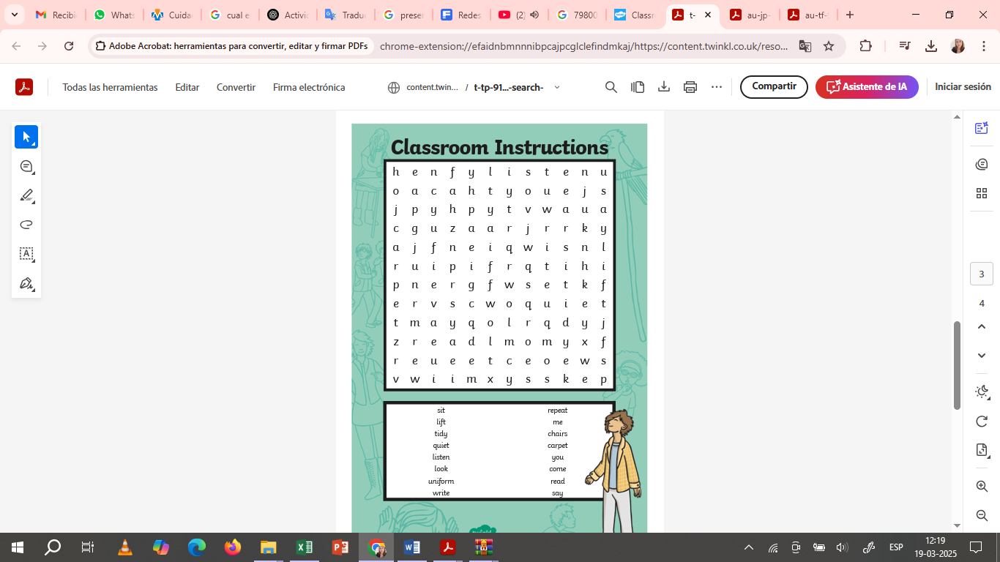 Recibi
Whats
Cuida
cual e
Activid
Tradu
preser
Redes
(2)
79800
Classr
t-
au-jp-
au-tf-
Adobe Acrobat: herramientas para convertir, editar y firmar PDFs
chrome-extension://efaidnbmnnnibpcajpcglclefindmkaj/https://content.twinkl.co.uk/reso...
Todas las herramientas
Editar
Convertir
Firma electrónica
content.twin... / t-tp-91...-search-
Compartir
Asistente de IA
Iniciar sesión
Classroom Instructions
h e n f y l i s t e n u
o a c a h t y o u e j s
j p y h p y t v w a u a
c g u z a a r j r r k y
a j f n e i q w i s n l
r u i p i f r q t i h i
p n e r g f w s e t k f
e r v s c w o q u i e t
t m a y q o l r q d y j
z r e a d l m o m y x f
r e u e e t c e o e w s
v w i i m x y s s k e p
sit repeat
lift me
tidy chairs
quiet carpet
listen you
look come
uniform read
write say
3
4
ESP
12:19
19-03-2025